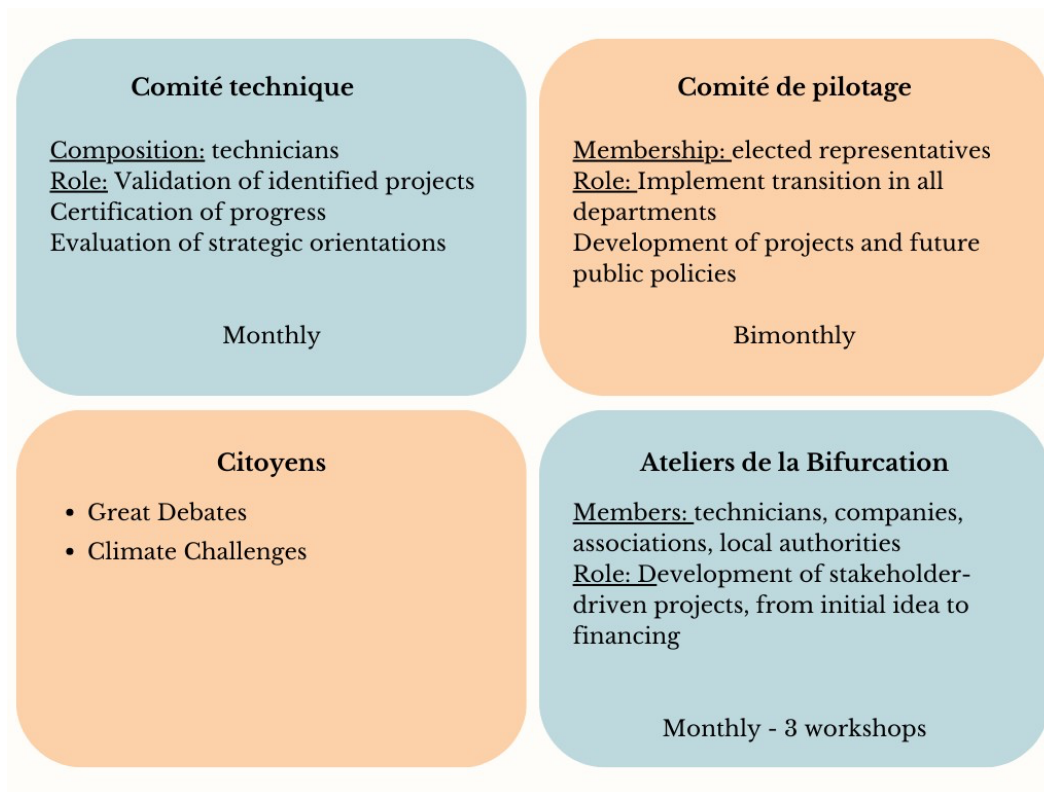 Comité technique
Composition: technicians
Role: Validation of identified projects
Certification of progress
Evaluation of strategic orientations
Monthly
Comité de pilotage
Membership: elected representatives
Role: Implement transition in all
departments
Development of projects and future
public policies
Bimonthly
Citoyens
• Great Debates
• Climate Challenges
Ateliers de la Bifurcation
Members: technicians, companies,
associations, local authorities
Role: Development of stakeholder-
driven projects, from initial idea to
financing
Monthly - 3 workshops